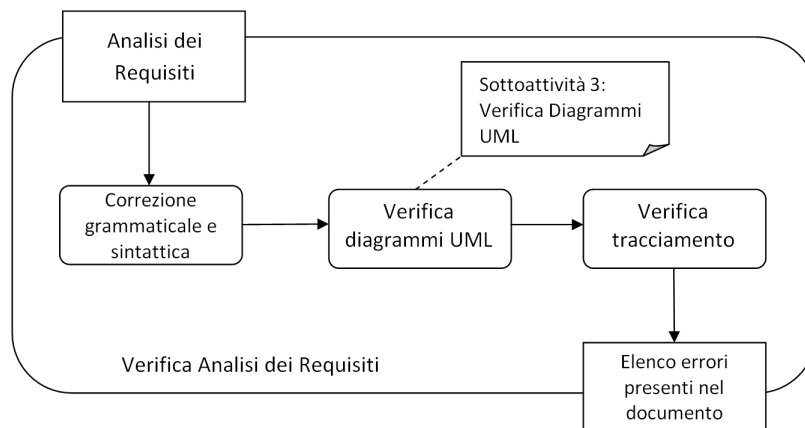 Analisi dei
Requisiti
Sottoattività 3:
Verifica Diagrammi
UML
Correzione
grammaticale e
sintattica
Verifica
diagrammi UML
Verifica
tracciamento
Verifica Analisi dei Requisiti
Elenco errori
presenti nel
documento